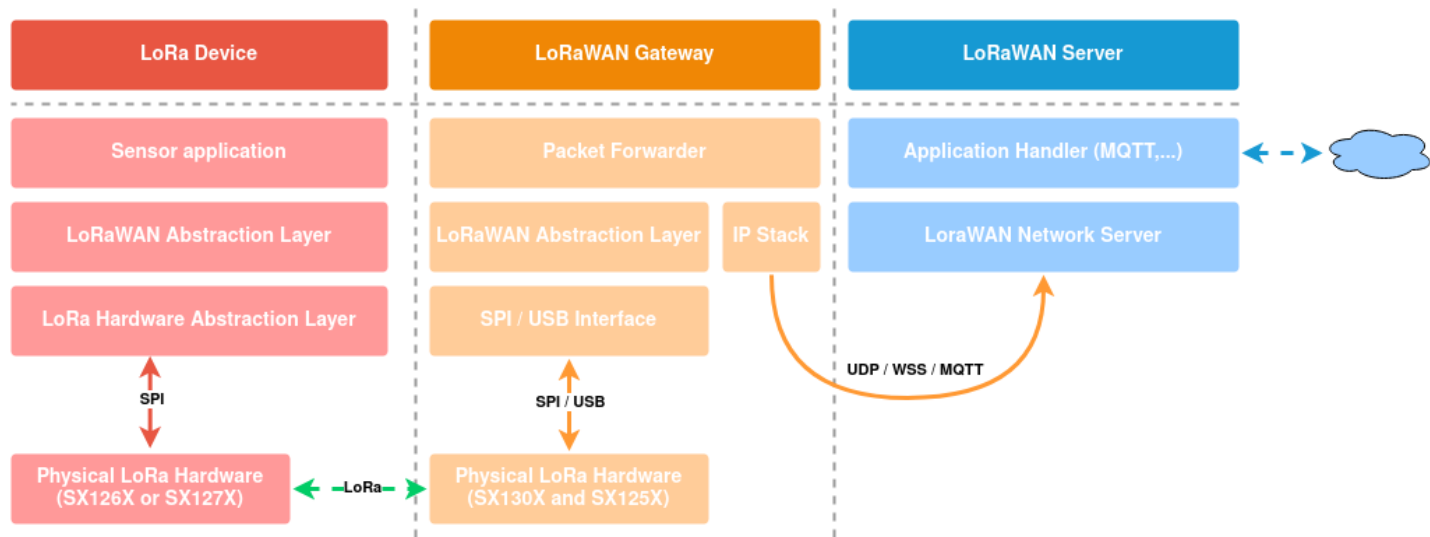 LoRa Device
LoRaWAN Gateway
LoRaWAN Server
Sensor application
Packet Forwarder
Application Handler (MQTT,...)
LoRaWAN Abstraction Layer
LoRaWAN Abstraction Layer
IP Stack
LoraWAN Network Server
LoRa Hardware Abstraction Layer
SPI / USB Interface
UDP / WSS / MQTT
SPI
SPI / USB
Physical LoRa Hardware
(SX126X or SX127X)
LoRa
Physical LoRa Hardware
(SX130X and SX125X)